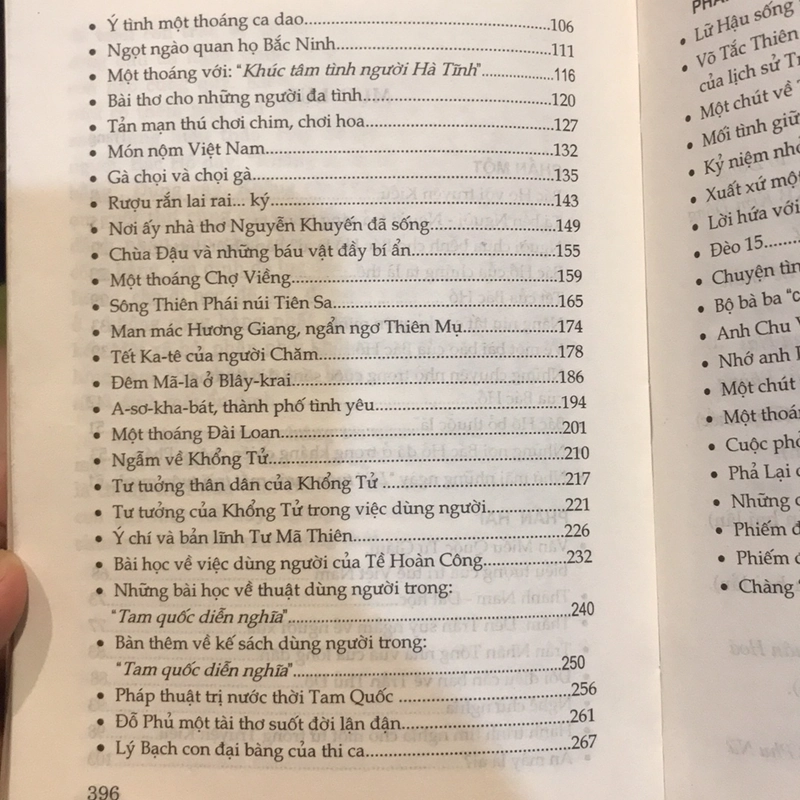 • Ý tình một thoáng ca dao....................106
• Ngọt ngào quan họ Bắc Ninh....................111
• Một thoáng với: "Khúc tâm tình người Hà Tĩnh"....................116
• Bài thơ cho những người đa tình....................120
• Tản mạn thú chơi chim, chơi hoa....................127
• Món nộm Việt Nam....................132
• Gà chọi và chọi gà....................135
• Rượu rắn lai rai... ký....................143
• Nơi ấy nhà thơ Nguyễn Khuyến đã sống....................149
• Chùa Đậu và những báu vật đầy bí ẩn....................155
• Một thoáng Chợ Viềng....................159
• Sông Thiên Phái núi Tiên Sa....................165
• Man mác Hương Giang, ngẩn ngơ Thiên Mụ....................174
• Tết Ka-tê của người Chăm....................178
• Đêm Mã-la ở Blây-krai....................186
• A-sơ-kha-bát, thành phố tình yêu....................194
• Một thoáng Đài Loan....................201
• Ngẫm về Khổng Tử....................210
• Tư tuởng thân dân của Khổng Tử ....................217
• Tư tưởng của Khổng Tử trong việc dùng người....................221
• Ý chí và bản lĩnh Tư Mã Thiên....................226
• Bài học về việc dùng người của Tề Hoàn Công....................232
• Những bài học về thuật dùng người trong:
"Tam quốc diễn nghĩa"....................240
• Bàn thêm về kế sách dùng người trong:
"Tam quốc diễn nghĩa"....................250
• Pháp thuật trị nước thời Tam Quốc ....................256
• Đỗ Phủ một tài thơ suốt đời lận đận....................261
• Lý Bạch con đại bàng của thi ca....................267
396
• Lữ Hậu sống
• Võ Tắc Thiên
của lịch sử
• Một chút về
• Mối tình giữ
• Kỷ niệm
• Xuất xứ một
• Lời hứa với
• Đèo 15....
• Chuyện
• Bộ bà ba
• Anh Chu
• Nhớ anh
• Một chút
• Một
• Cuộc
• Phả Lại
• Những
• Phiếm
• Phiếm
• Chàng